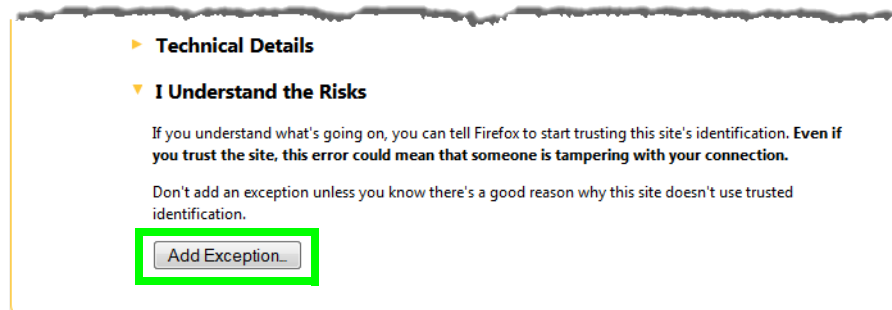 Technical Details
I Understand the Risks
If you understand what's going on, you can tell Firefox to start trusting this site's identification. Even if
you trust the site, this error could mean that someone is tampering with your connection.
Don't add an exception unless you know there's a good reason why this site doesn't use trusted
identification.
Add Exception...